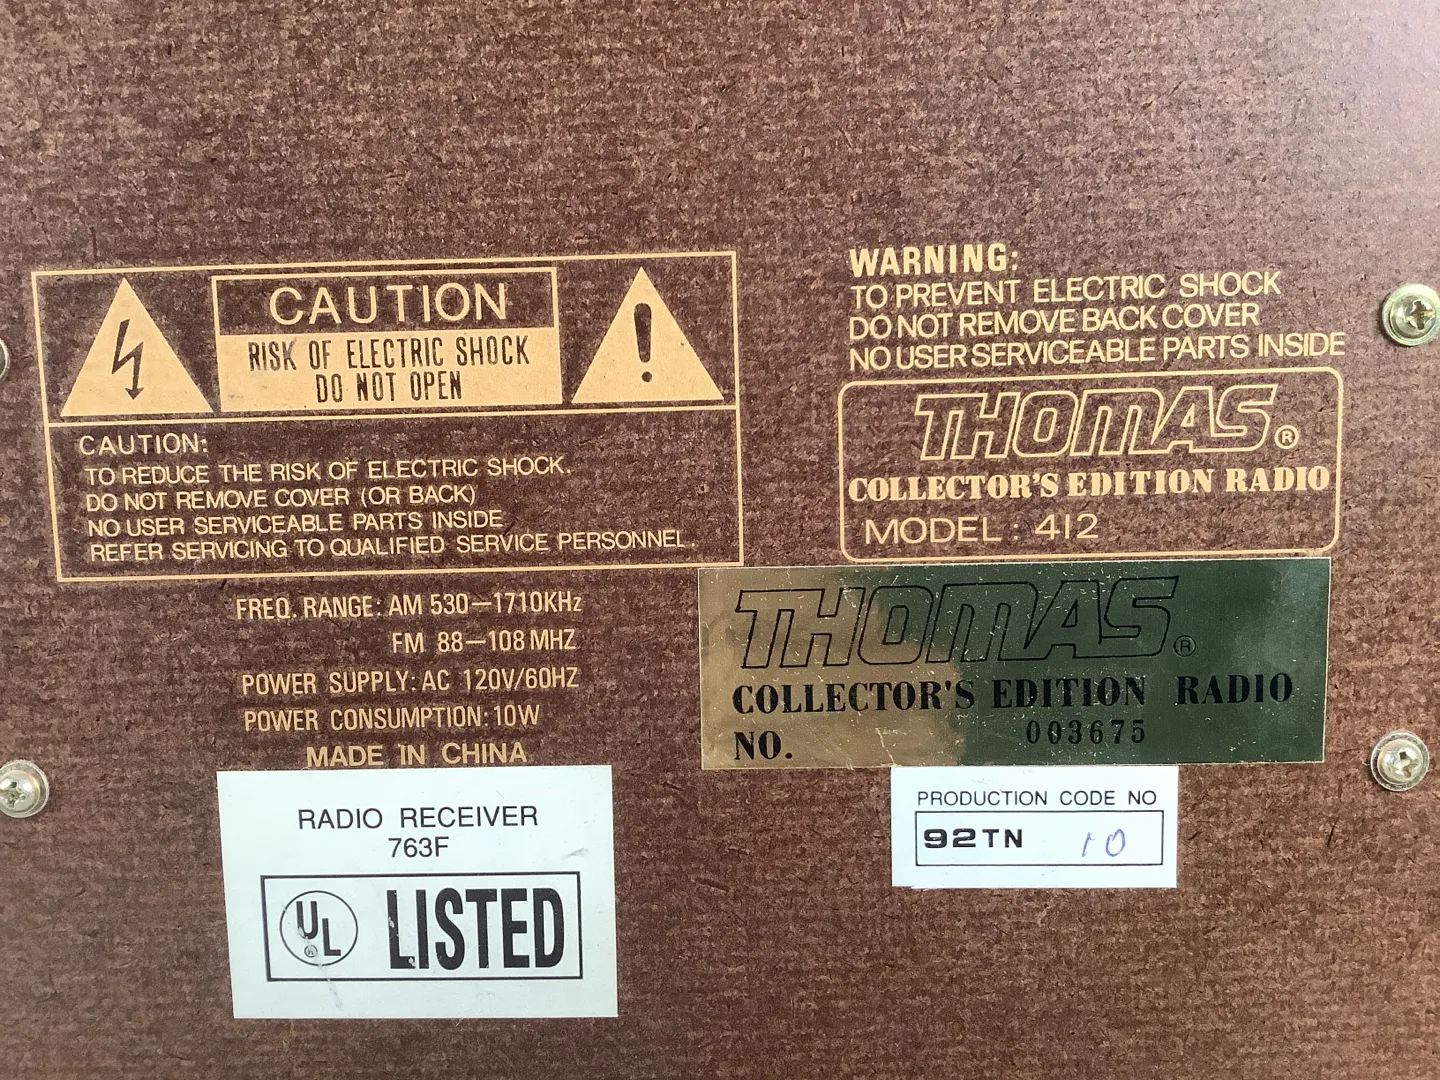 CAUTION
RISK OF ELECTRIC SHOCK
DO NOT OPEN
CAUTION:
TO REDUCE THE RISK OF ELECTRIC SHOCK.
DO NOT REMOVE COVER (OR BACK)
NO USER SERVICEABLE PARTS INSIDE
REFER SERVICING TO QUALIFIED SERVICE PERSONNEL.
FREQ. RANGE: AM 530—1710KHz
FM 88—108 MHZ
POWER SUPPLY: AC 120V/60HZ
POWER CONSUMPTION: 10W
MADE IN CHINA
RADIO RECEIVER
763F
UL® LISTED
WARNING:
TO PREVENT ELECTRIC SHOCK
DO NOT REMOVE BACK COVER
NO USER SERVICEABLE PARTS INSIDE
THOMAS®
COLLECTOR'S EDITION RADIO
MODEL : 412
THOMAS®
COLLECTOR'S EDITION RADIO
NO. 003675
PRODUCTION CODE NO
92TN 10